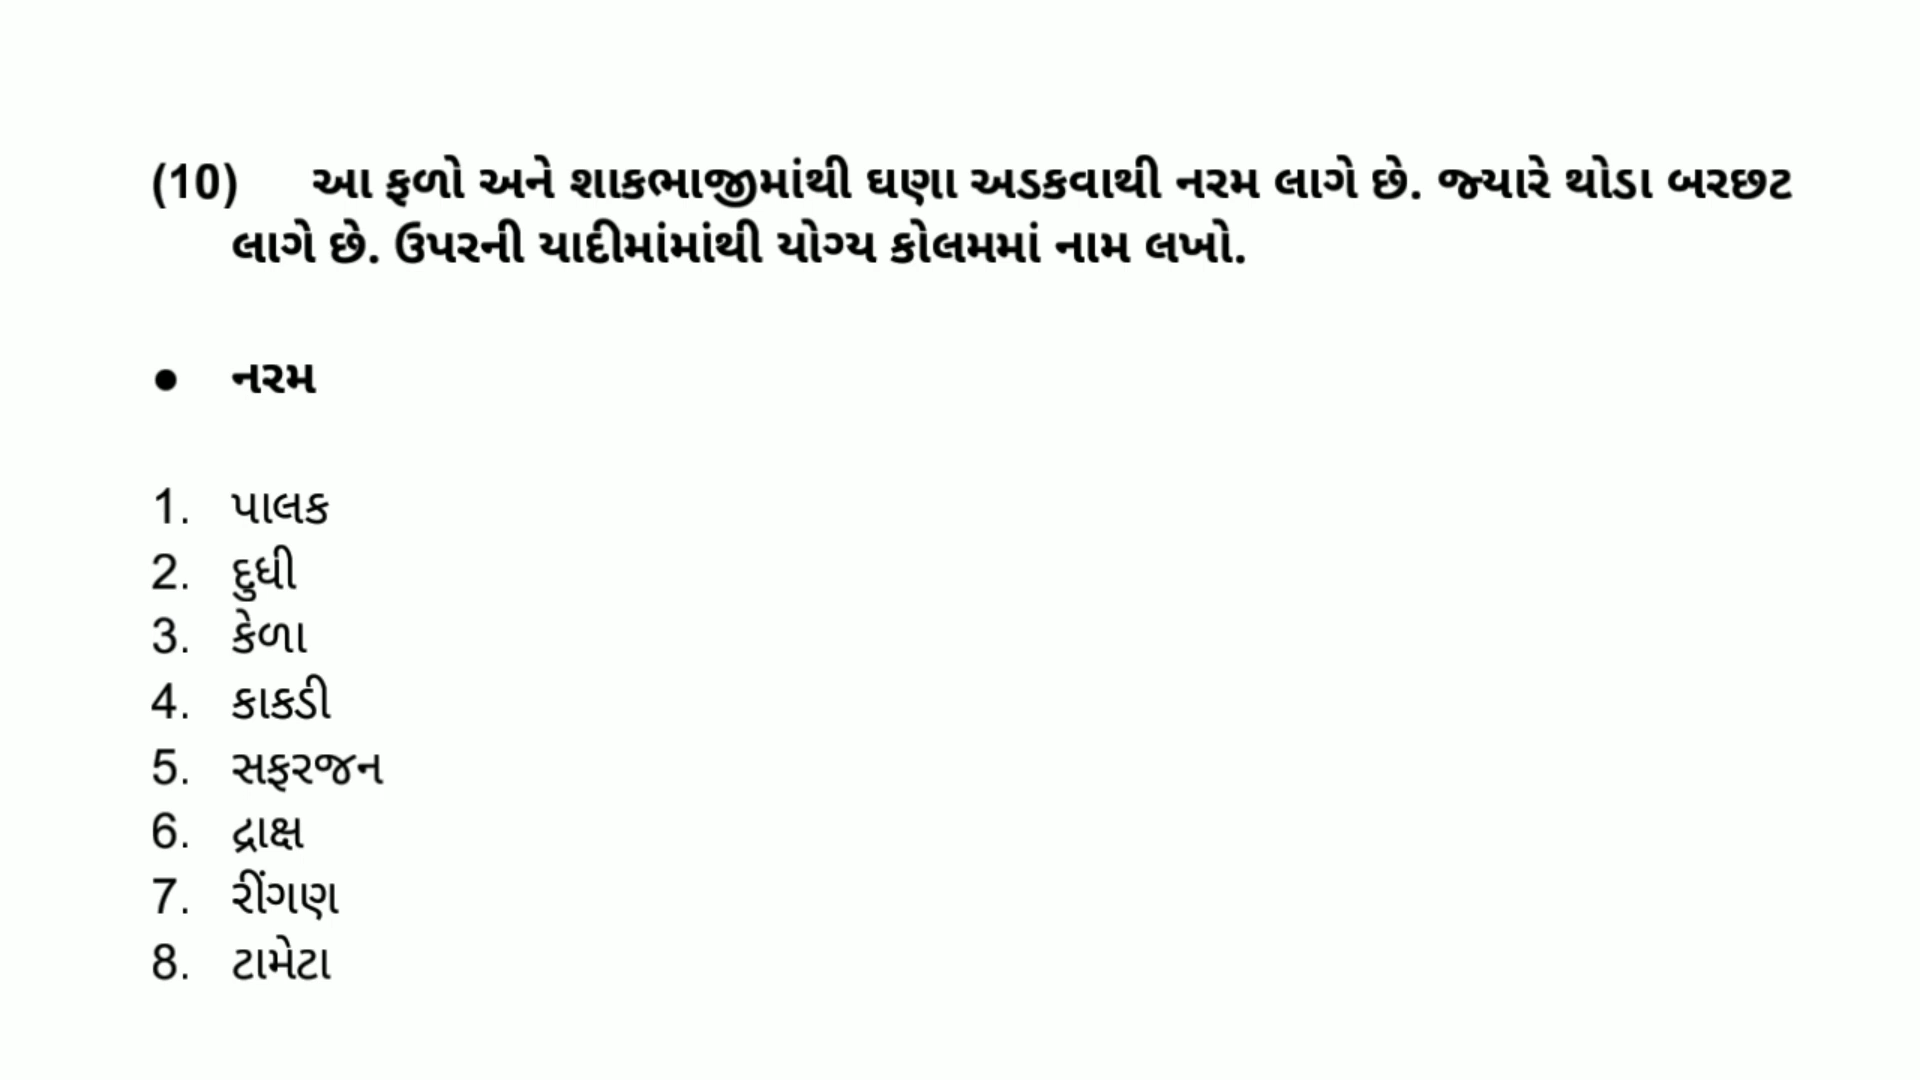 (10) આ ફળો અને શાકભાજીમાંથી ઘણા અડકવાથી નરમ લાગે છે. જ્યારે થોડા બરછટ
લાગે છે. ઉપરની યાદીમાંમાંથી યોગ્ય કોલમમાં નામ લખો.
● નરમ
1. પાલક
2. દુધી
3. કેળા
4. કાકડી
5. સફરજન
6. દ્રાક્ષ
7. રીંગણ
8. ટામેટા